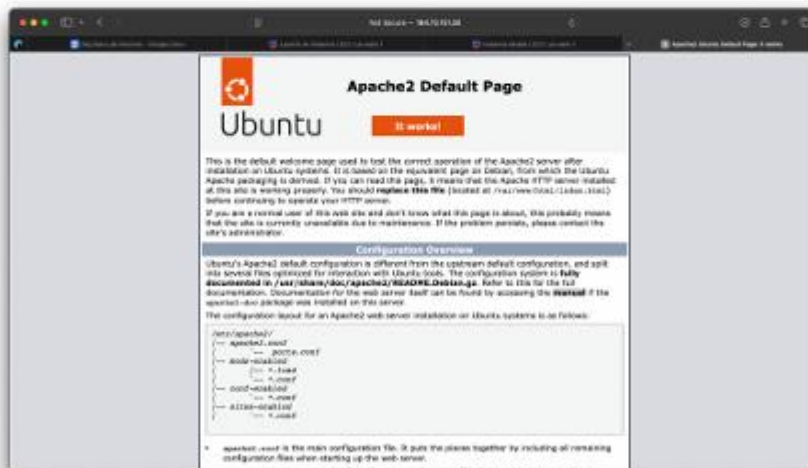 Not Secure —
Apache2 Ubuntu Default Page: It works
Apache2 Default Page
Ubuntu
It works!
This is the default welcome page used to test the correct operation of the Apache2 server after
installation on Ubuntu systems. It is based on the equivalent page on Debian, from which the Ubuntu
Apache packaging is derived. If you can read this page, it means that the Apache HTTP server installed
at this site is working properly. You should replace this file (located at /var/www/html/index.html)
before continuing to operate your HTTP server.
If you are a normal user of this web site and don't know what this page is about, this probably means
that the site is currently unavailable due to maintenance. If the problem persists, please contact the
site's administrator.
Configuration Overview
Ubuntu's Apache2 default configuration is different from the upstream default configuration, and split
into several files optimized for interaction with Ubuntu tools. The configuration system is fully
documented in /usr/share/doc/apache2/README.Debian.gz. Refer to this for the full
documentation. Documentation for the web server itself can be found by accessing the manual if the
apache2-doc package was installed on this server.
The configuration layout for an Apache2 web server installation on Ubuntu systems is as follows:
/etc/apache2/
|-- apache2.conf
|   `-- ports.conf
|-- mods-enabled
|   |-- *.load
|   `-- *.conf
|-- conf-enabled
|   `-- *.conf
|-- sites-enabled
|   `-- *.conf
• apache2.conf is the main configuration file. It puts the pieces together by including all remaining
configuration files when starting up the web server.